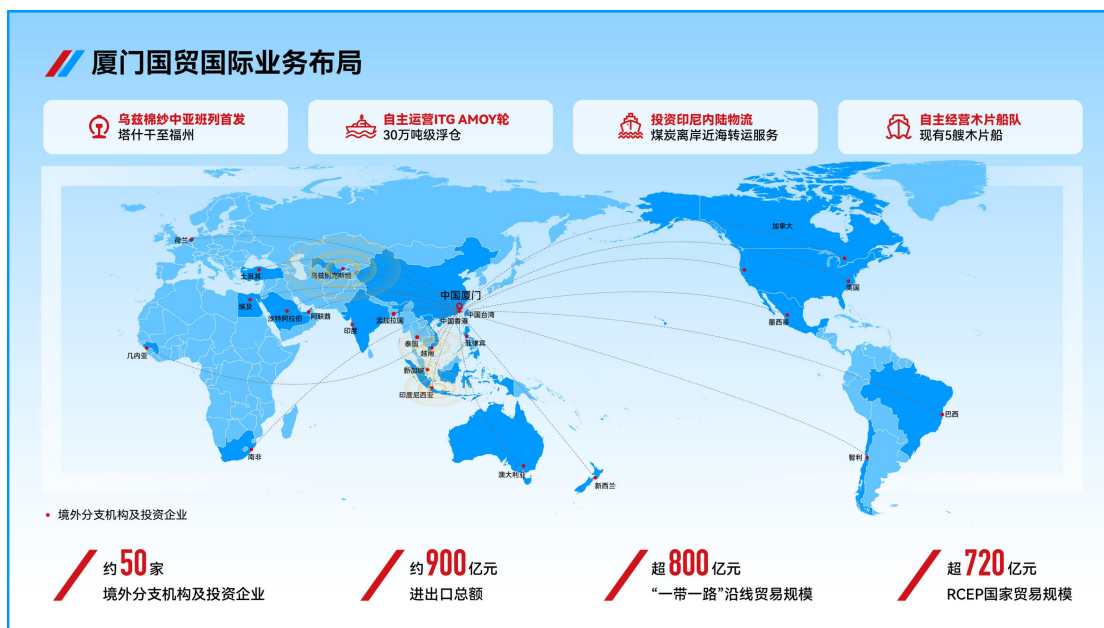 厦门国贸国际业务布局
乌兹棉纱中亚班列首发
塔什干至福州
自主运营ITG AMOY轮
30万吨级浮仓
投资印尼内陆物流
煤炭离岸近海转运服务
自主经营木片船队
现有5艘木片船
荷兰
土耳其
乌兹别克斯坦
加拿大
美国
埃及
沙特阿拉伯
阿联酋
印度
孟加拉国
中国厦门
中国香港
中国台湾
墨西哥
几内亚
泰国
越南
菲律宾
新加坡
印度尼西亚
巴西
南非
澳大利亚
新西兰
智利
境外分支机构及投资企业
约50家
境外分支机构及投资企业
约900亿元
进出口总额
超800亿元
“一带一路”沿线贸易规模
超720亿元
RCEP国家贸易规模